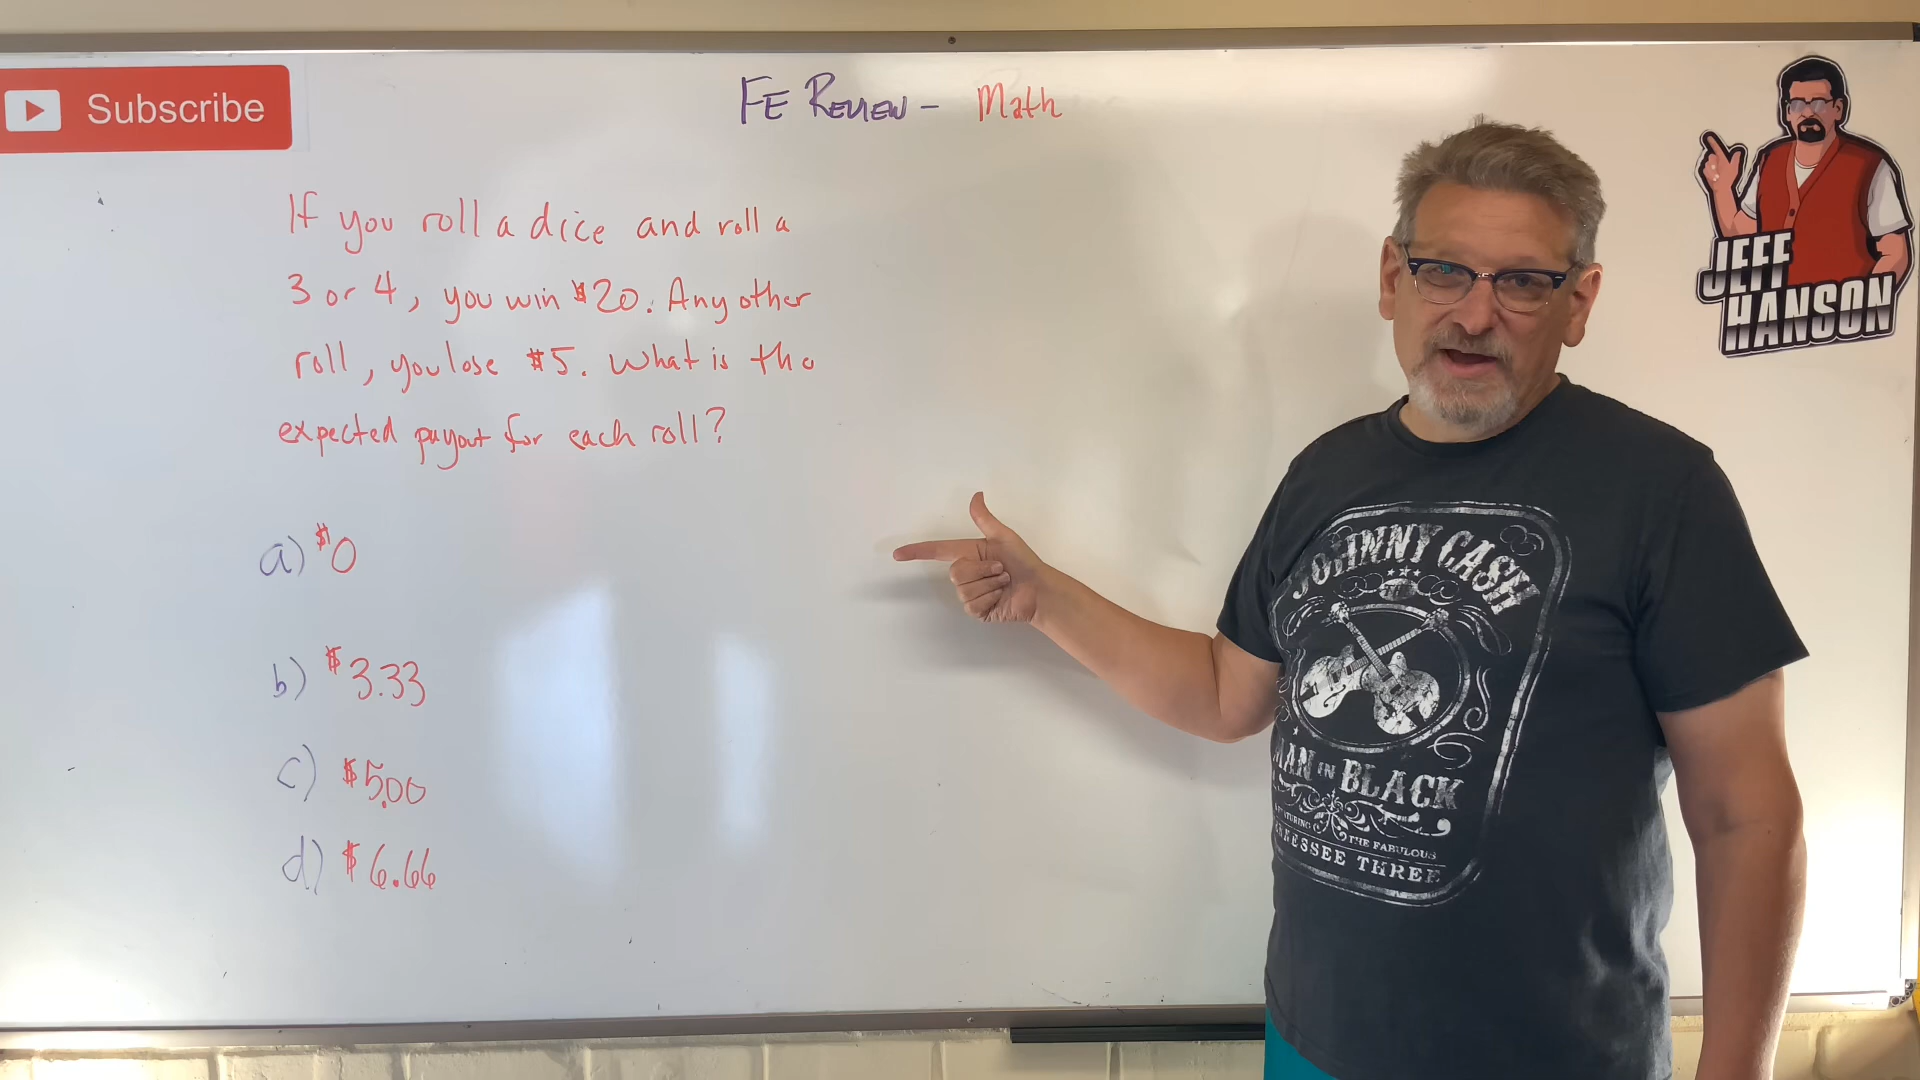 Subscribe
FE REVIEW - Math
If you roll a dice and roll a
3 or 4, you win $20. Any other
roll, you lose $5. What is the
expected payout for each roll?
a) $0
b) $3.33
c) $5.00
d) $6.66
JEFF
HANSON
JOHNNY CASH
MAN IN BLACK
FEATURING THE FABULOUS
TENNESSEE THREE